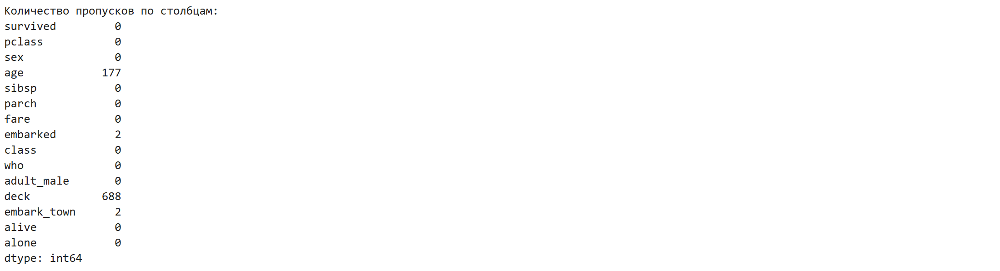 Количество пропусков по столбцам:
survived 0
pclass 0
sex 0
age 177
sibsp 0
parch 0
fare 0
embarked 2
class 0
who 0
adult_male 0
deck 688
embark_town 2
alive 0
alone 0
dtype: int64